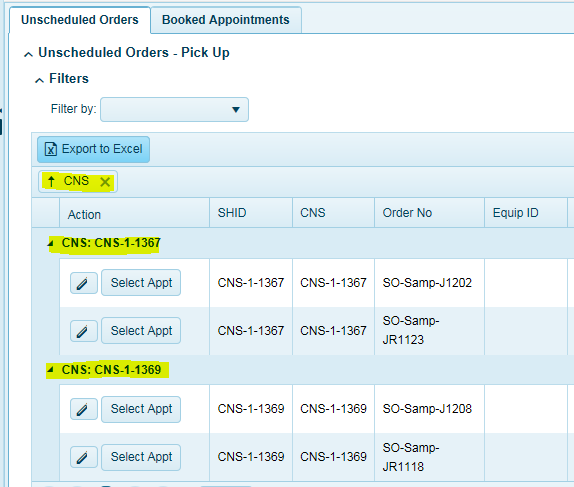 Unscheduled Orders Booked Appointments
Unscheduled Orders - Pick Up
Filters
Filter by:
Export to Excel
CNS
Action SHID CNS Order No Equip ID
CNS: CNS-1-1367
Select Appt CNS-1-1367 CNS-1-1367 SO-Samp-J1202
Select Appt CNS-1-1367 CNS-1-1367 SO-Samp-
JR1123
CNS: CNS-1-1369
Select Appt CNS-1-1369 CNS-1-1369 SO-Samp-J1208
Select Appt CNS-1-1369 CNS-1-1369 SO-Samp-
JR1118